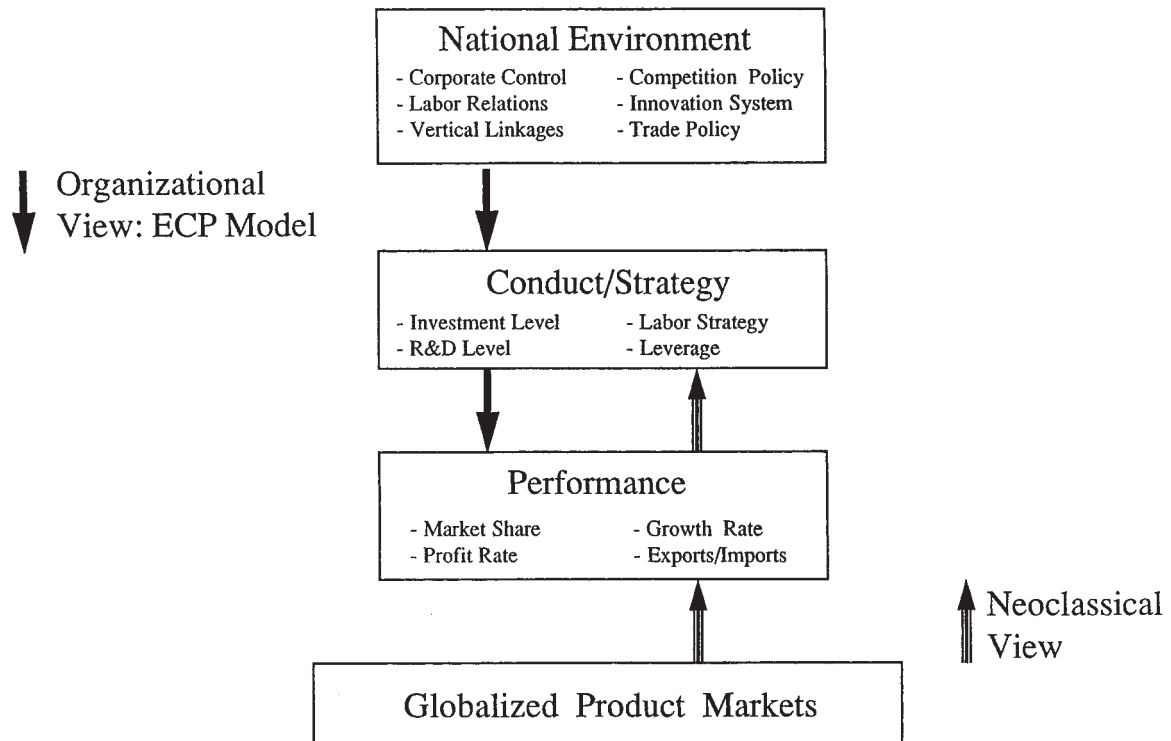 National Environment
- Corporate Control - Competition Policy
- Labor Relations - Innovation System
- Vertical Linkages - Trade Policy
Organizational
View: ECP Model
Conduct/Strategy
- Investment Level - Labor Strategy
- R&D Level - Leverage
Performance
- Market Share - Growth Rate
- Profit Rate - Exports/Imports
Neoclassical
View
Globalized Product Markets